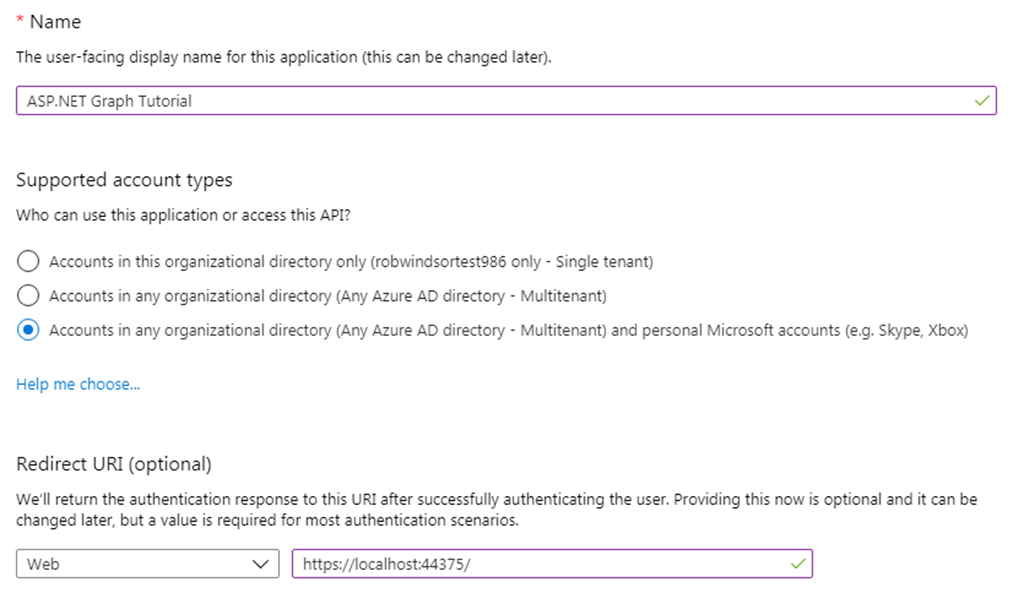 * Name
The user-facing display name for this application (this can be changed later).
ASP.NET Graph Tutorial
Supported account types
Who can use this application or access this API?
Accounts in this organizational directory only (robwindsortest986 only - Single tenant)
Accounts in any organizational directory (Any Azure AD directory - Multitenant)
Accounts in any organizational directory (Any Azure AD directory - Multitenant) and personal Microsoft accounts (e.g. Skype, Xbox)
Help me choose...
Redirect URI (optional)
We'll return the authentication response to this URI after successfully authenticating the user. Providing this now is optional and it can be
changed later, but a value is required for most authentication scenarios.
Web https://localhost:44375/